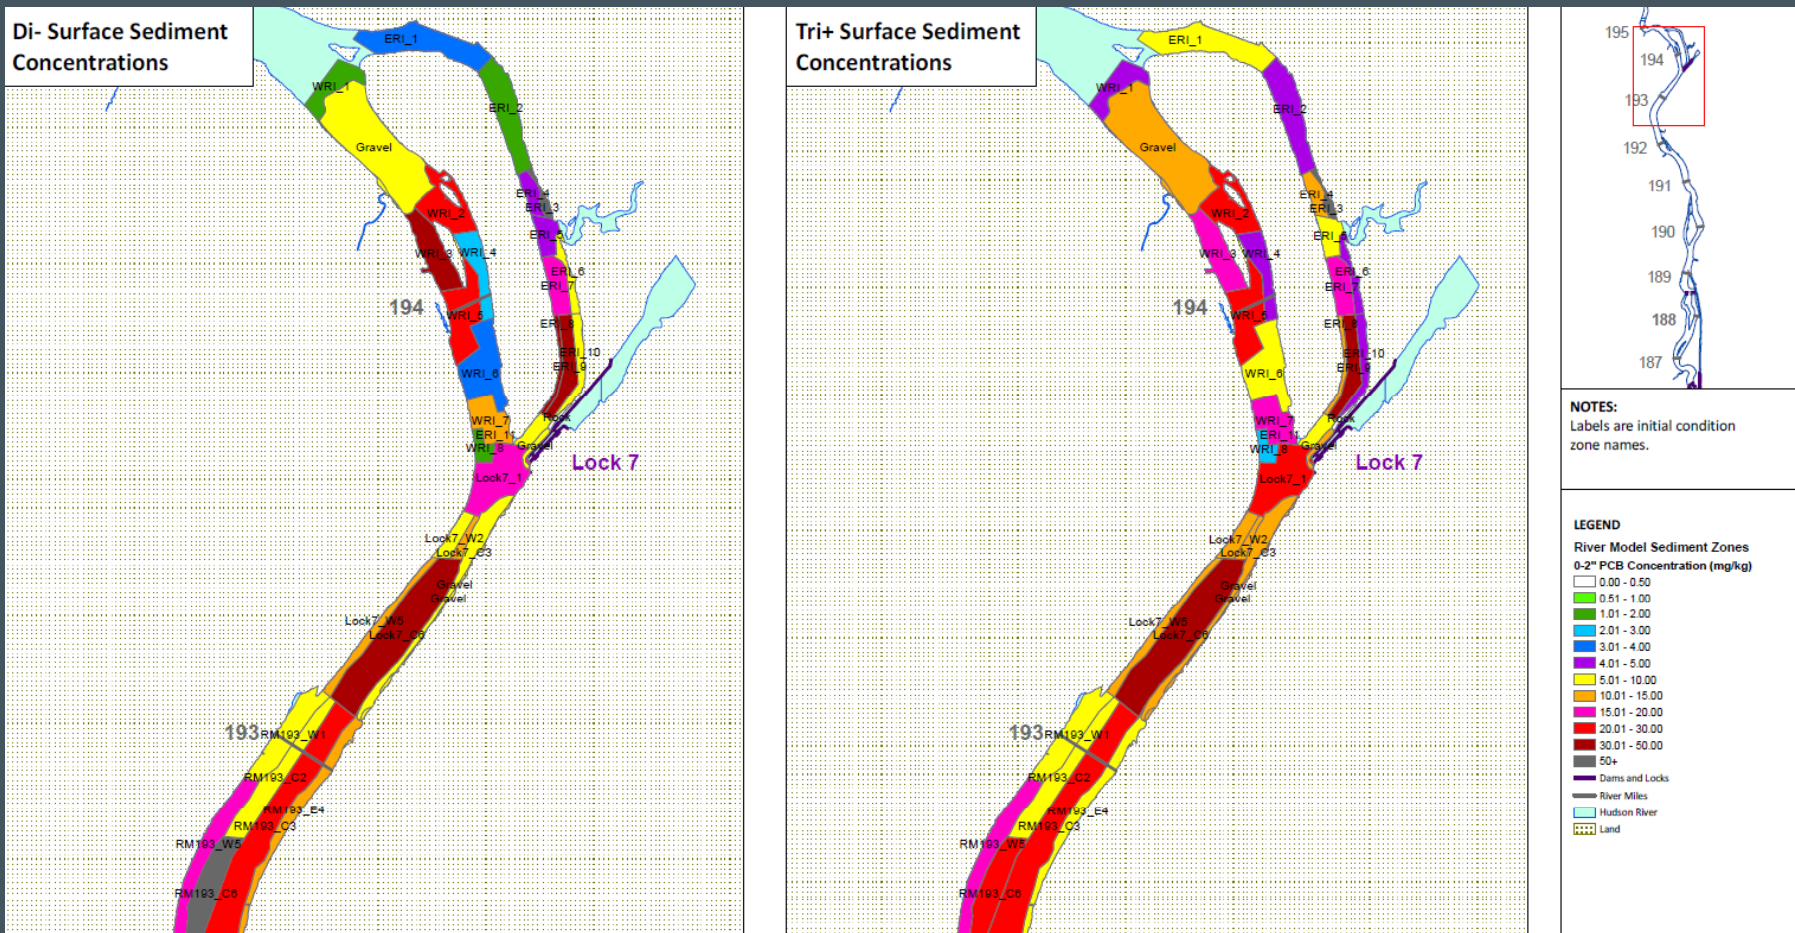 Di- Surface Sediment
Concentrations
ERI_1
WRI_1
ERI_2
Gravel
ERI_4
ERI_3
WRI_2
ERI_5
WRI_3
WRI_4
ERI_6
ERI_7
194
WRI_5
ERI_8
ERI_10
ERI_9
WRI_6
WRI_7
Rock
ERI_11
Gravel
WRI_8
Lock 7
Lock7_1
Lock7_W2
Lock7_C3
Gravel
Gravel
Lock7_W5
Lock7_C6
193
RM193_W1
RM193_C2
RM193_E4
RM193_C3
RM193_W5
RM193_C6
Tri+ Surface Sediment
Concentrations
ERI_1
WRI_1
ERI_2
Gravel
ERI_4
ERI_3
WRI_2
ERI_5
WRI_3
WRI_4
ERI_6
ERI_7
194
WRI_5
ERI_8
ERI_10
ERI_9
WRI_6
WRI_7
Rock
ERI_11
Gravel
WRI_8
Lock 7
Lock7_1
Lock7_W2
Lock7_C3
Gravel
Gravel
Lock7_W5
Lock7_C6
193
RM193_W1
RM193_C2
RM193_E4
RM193_C3
RM193_W5
RM193_C6
195
194
193
192
191
190
189
188
187
NOTES:
Labels are initial condition
zone names.
LEGEND
River Model Sediment Zones
0-2" PCB Concentration (mg/kg)
0.00 - 0.50
0.51 - 1.00
1.01 - 2.00
2.01 - 3.00
3.01 - 4.00
4.01 - 5.00
5.01 - 10.00
10.01 - 15.00
15.01 - 20.00
20.01 - 30.00
30.01 - 50.00
50+
Dams and Locks
River Miles
Hudson River
Land